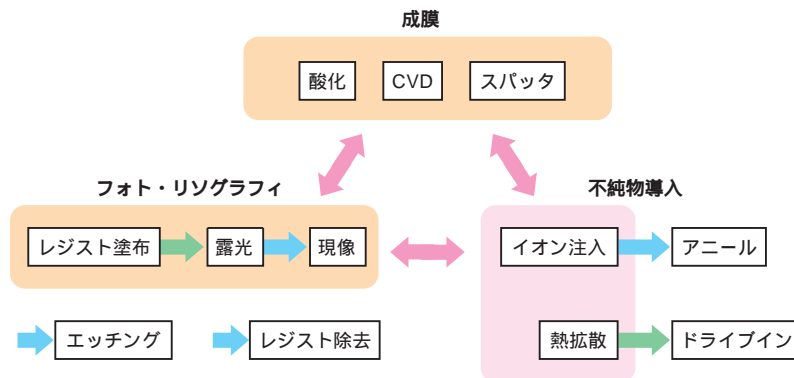 成膜
酸化 CVD スパッタ
フォト・リソグラフィ 不純物導入
レジスト塗布 露光 現像 イオン注入 アニール
エッチング レジスト除去 熱拡散 ドライブイン